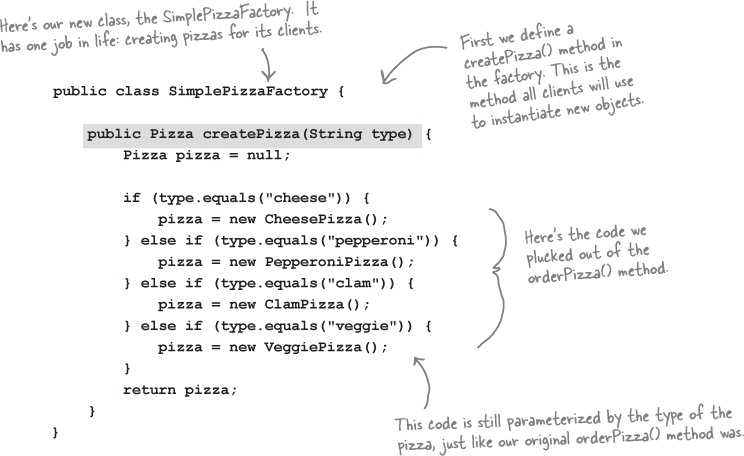 Here's our new class, the SimplePizzaFactory. It
has one job in life: creating pizzas for its clients.
First we define a
createPizza() method in
the factory. This is the
method all clients will use
to instantiate new objects.
public class SimplePizzaFactory {
public Pizza createPizza(String type) {
Pizza pizza = null;
if (type.equals("cheese")) {
pizza = new CheesePizza();
} else if (type.equals("pepperoni")) {
pizza = new PepperoniPizza();
} else if (type.equals("clam")) {
pizza = new ClamPizza();
} else if (type.equals("veggie")) {
pizza = new VeggiePizza();
}
return pizza;
}
}
Here's the code we
plucked out of the
orderPizza() method.
This code is still parameterized by the type of the
pizza, just like our original orderPizza() method was.